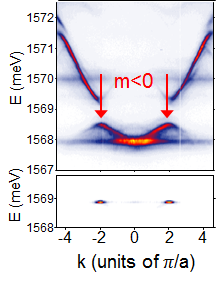 1572
1571
1570
1569
1568
1567
E (meV)
m<0
1569
1568
E (meV)
-4 -2 0 2 4
k (units of π/a)